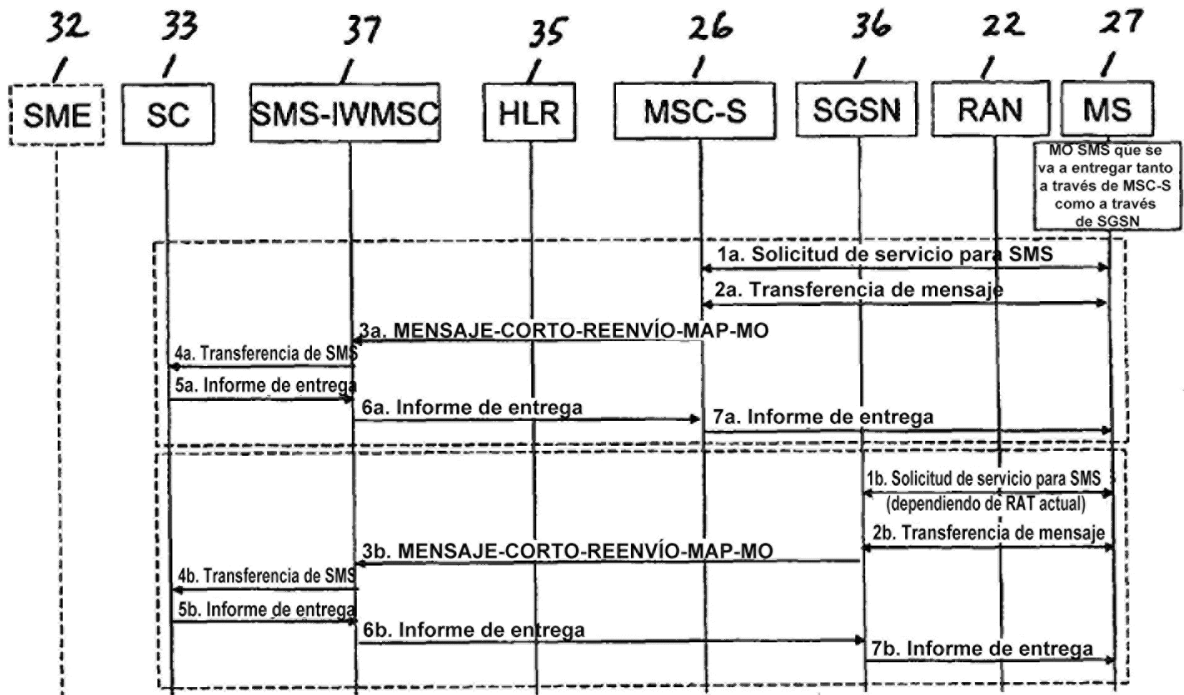 32 33 37 35 26 36 22 27
SME SC SMS-IWMSC HLR MSC-S SGSN RAN MS
MO SMS que se
va a entregar tanto
a través de MSC-S
como a través
de SGSN
1a. Solicitud de servicio para SMS
2a. Transferencia de mensaje
3a. MENSAJE-CORTO-REENVÍO-MAP-MO
4a. Transferencia de SMS
5a. Informe de entrega
6a. Informe de entrega
7a. Informe de entrega
1b. Solicitud de servicio para SMS
(dependiendo de RAT actual)
2b. Transferencia de mensaje
3b. MENSAJE-CORTO-REENVÍO-MAP-MO
4b. Transferencia de SMS
5b. Informe de entrega
6b. Informe de entrega
7b. Informe de entrega